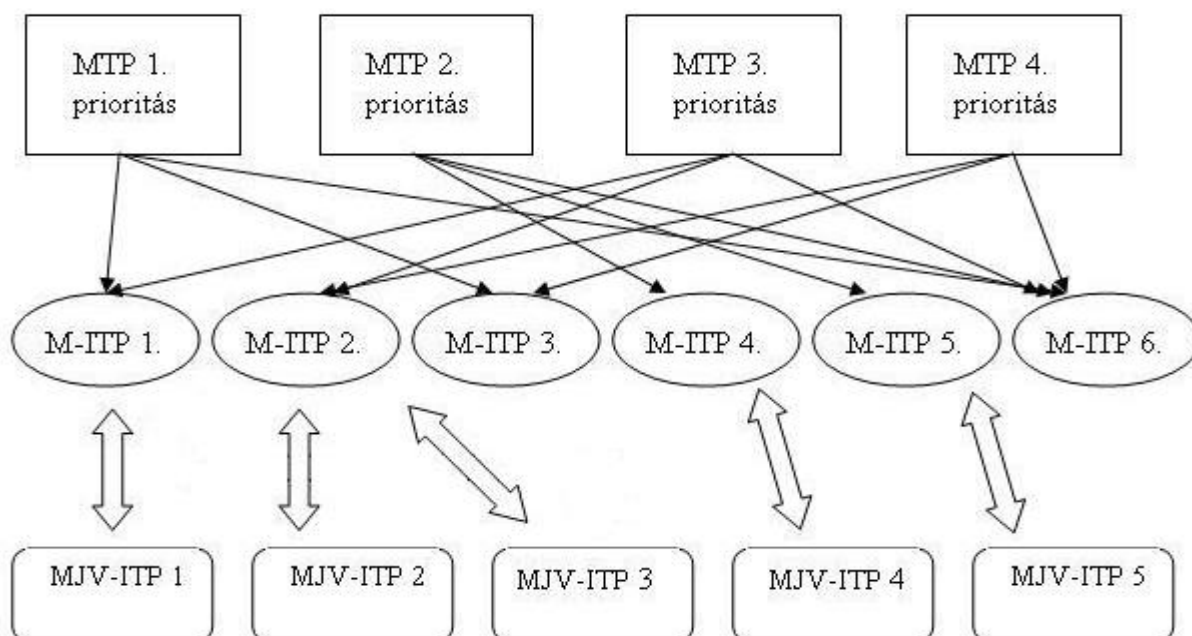 MTP 1.
prioritás
MTP 2.
prioritás
MTP 3.
prioritás
MTP 4.
prioritás
M-ITP 1.
M-ITP 2.
M-ITP 3.
M-ITP 4.
M-ITP 5.
M-ITP 6.
MJV-ITP 1
MJV-ITP 2
MJV-ITP 3
MJV-ITP 4
MJV-ITP 5